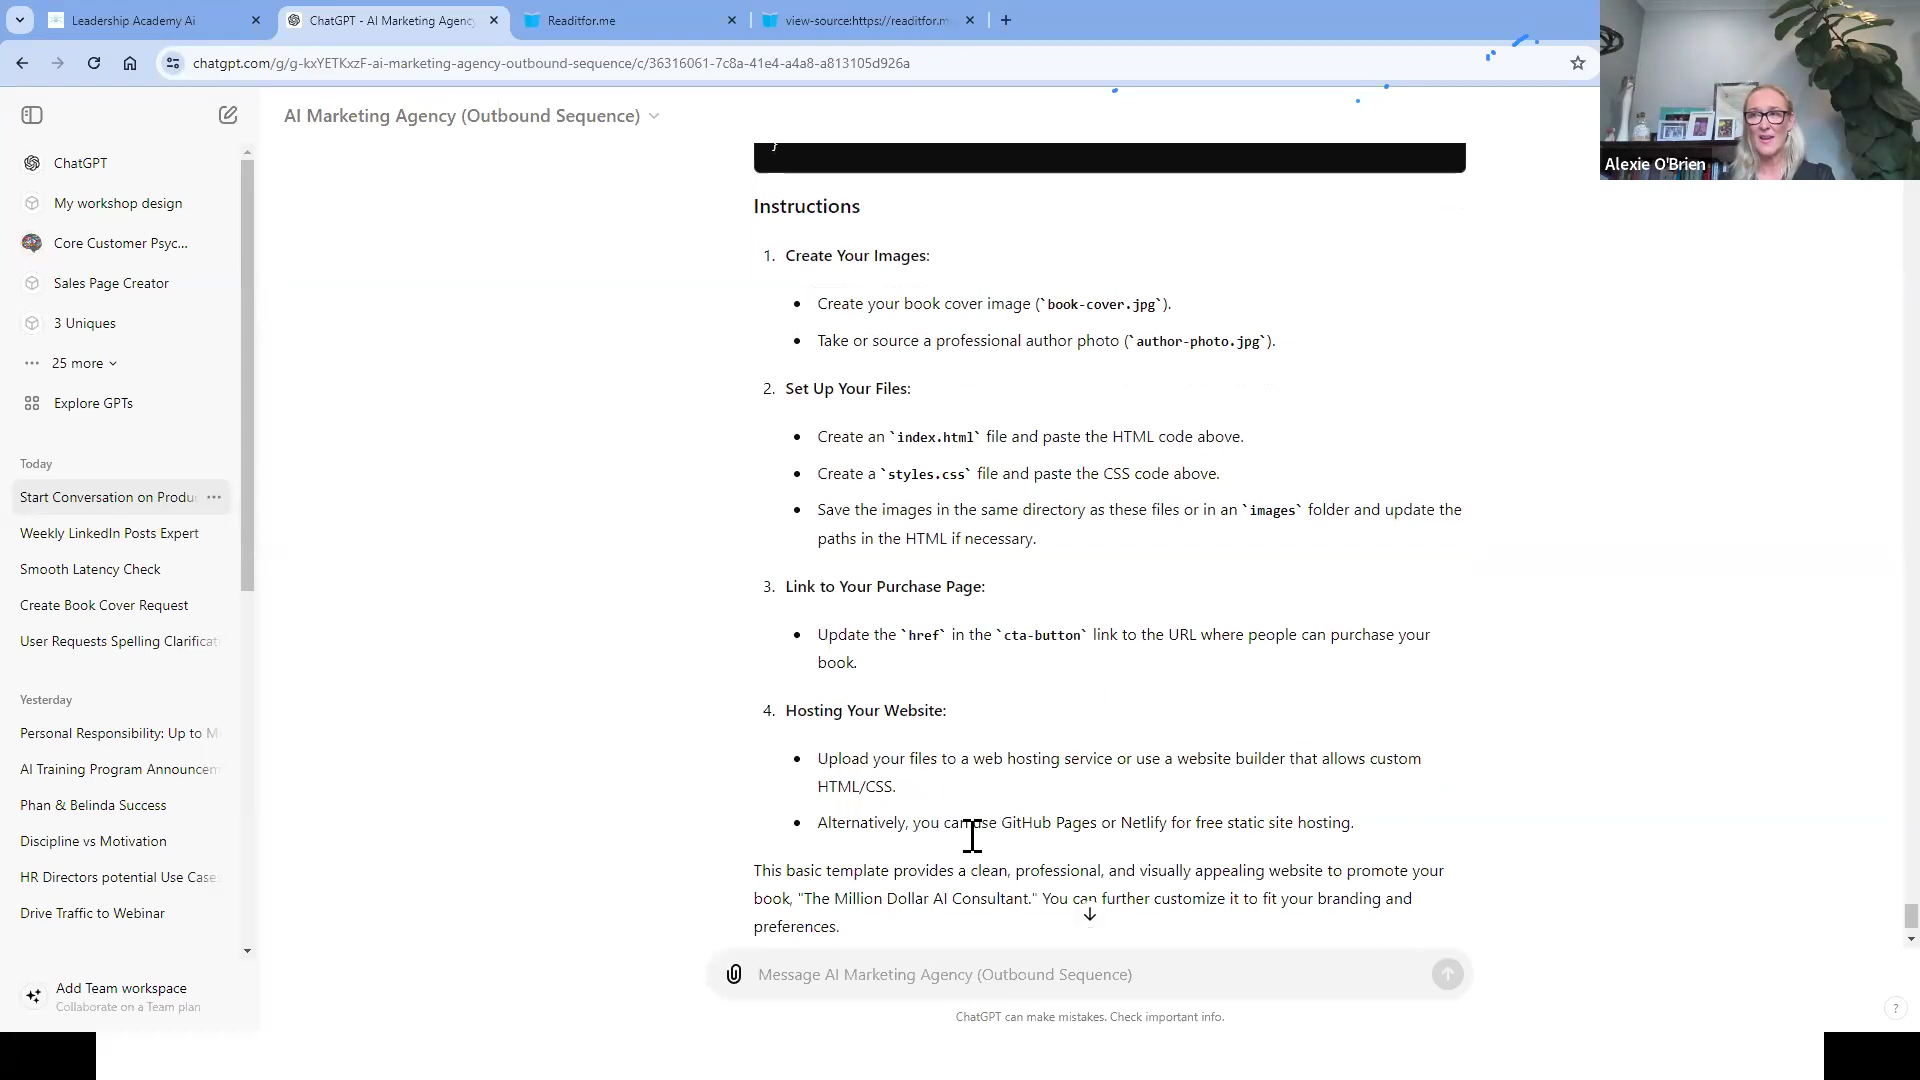 Leadership Academy Ai
ChatGPT - AI Marketing Agency
Readitfor.me
view-source:https://readitfor.m
chatgpt.com/g/g-kxYETKxzF-ai-marketing-agency-outbound-sequence/c/36316061-7c8a-41e4-a4a8-a813105d926a
Alexie O'Brien
AI Marketing Agency (Outbound Sequence)
ChatGPT
My workshop design
Core Customer Psyc...
Sales Page Creator
3 Uniques
25 more
Explore GPTs
Today
Start Conversation on Produ
Weekly LinkedIn Posts Expert
Smooth Latency Check
Create Book Cover Request
User Requests Spelling Clarificat
Yesterday
Personal Responsibility: Up to M
AI Training Program Announcem
Phan & Belinda Success
Discipline vs Motivation
HR Directors potential Use Case
Drive Traffic to Webinar
Add Team workspace
Collaborate on a Team plan
}
Instructions
1. Create Your Images:
• Create your book cover image (`book-cover.jpg`).
• Take or source a professional author photo (`author-photo.jpg`).
2. Set Up Your Files:
• Create an `index.html` file and paste the HTML code above.
• Create a `styles.css` file and paste the CSS code above.
• Save the images in the same directory as these files or in an `images` folder and update the
paths in the HTML if necessary.
3. Link to Your Purchase Page:
• Update the `href` in the `cta-button` link to the URL where people can purchase your
book.
4. Hosting Your Website:
• Upload your files to a web hosting service or use a website builder that allows custom
HTML/CSS.
• Alternatively, you can use GitHub Pages or Netlify for free static site hosting.
This basic template provides a clean, professional, and visually appealing website to promote your
book, "The Million Dollar AI Consultant." You can further customize it to fit your branding and
preferences.
Message AI Marketing Agency (Outbound Sequence)
ChatGPT can make mistakes. Check important info.
?